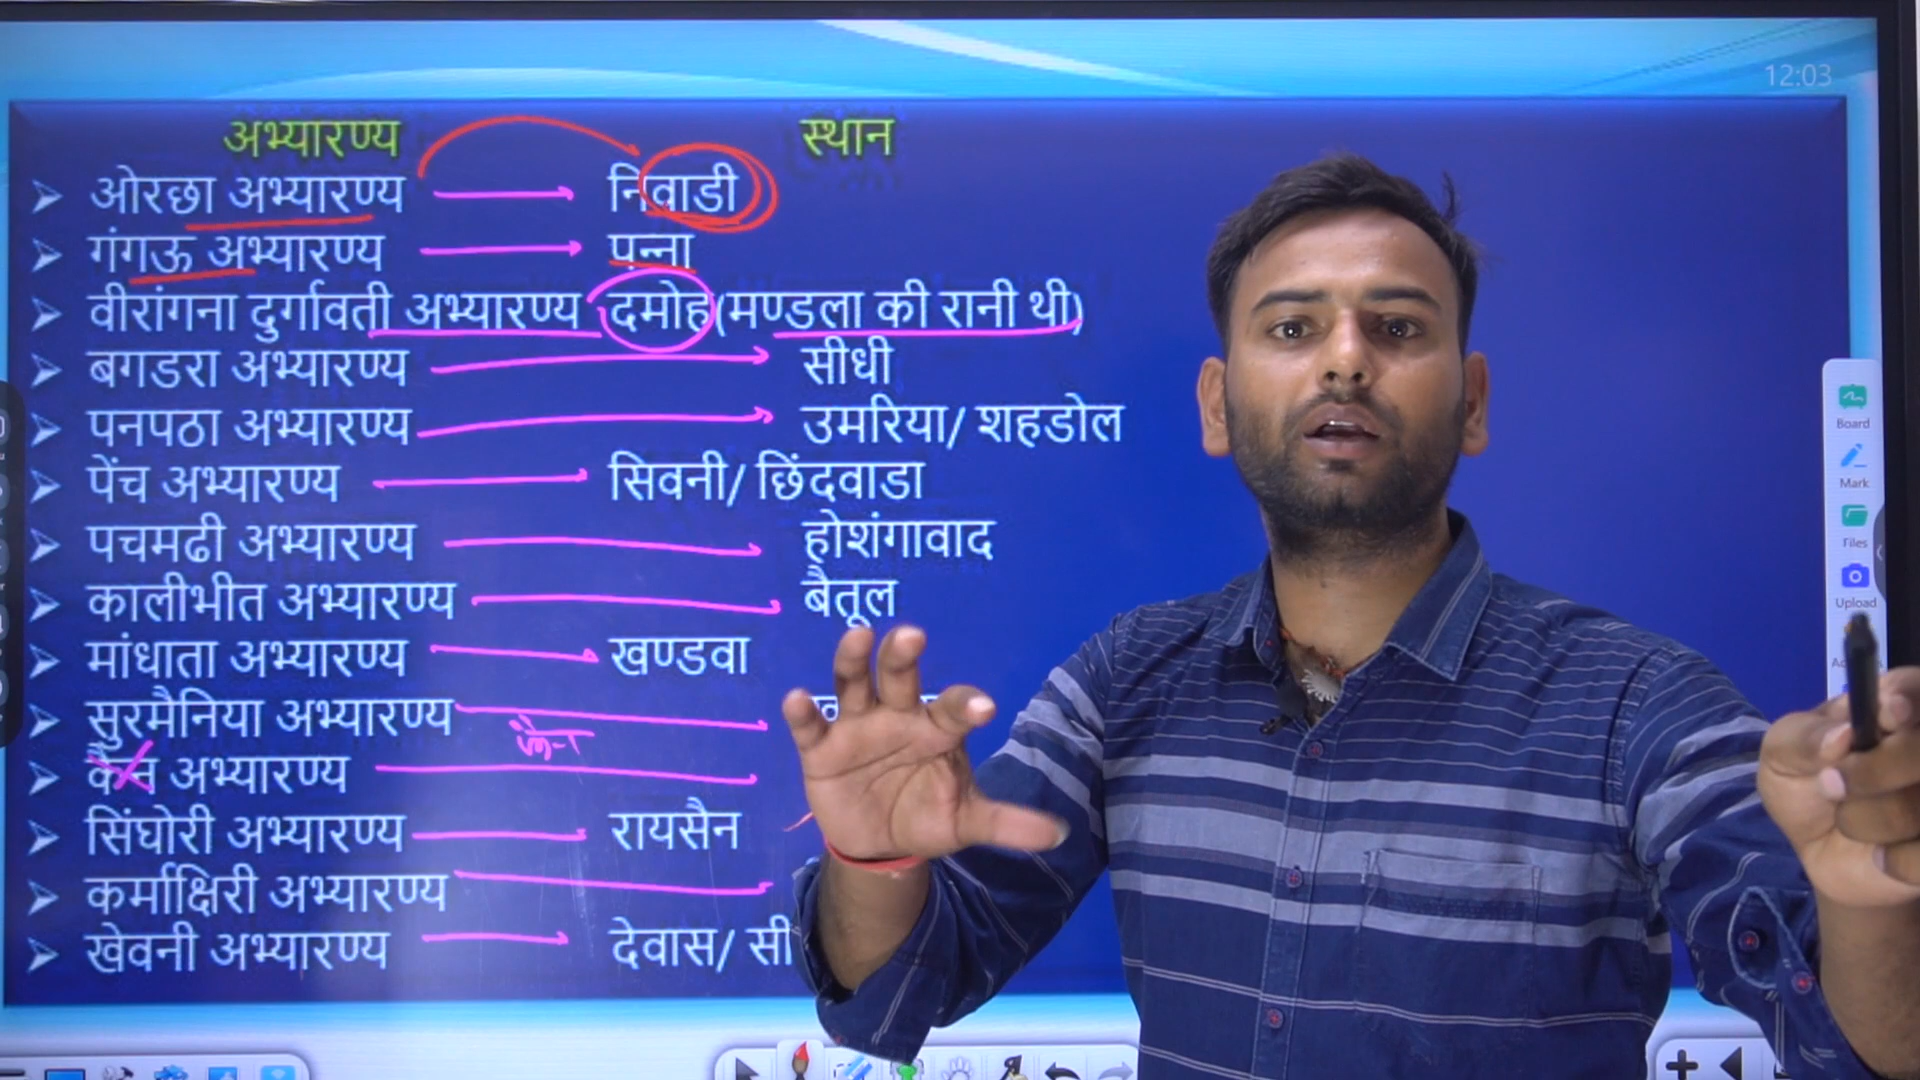 12:03
अभ्यारण्य स्थान
ओरछा अभ्यारण्य निवाडी
गंगऊ अभ्यारण्य पन्ना
वीरांगना दुर्गावती अभ्यारण्य दमोह(मण्डला की रानी थी)
बगडरा अभ्यारण्य सीधी
पनपठा अभ्यारण्य उमरिया/ शहडोल
पेंच अभ्यारण्य सिवनी/ छिंदवाडा
पचमढी अभ्यारण्य होशंगावाद
कालीभीत अभ्यारण्य बैतूल
मांधाता अभ्यारण्य खण्डवा
सुरमैनिया अभ्यारण्य
कैन अभ्यारण्य
सिंघोरी अभ्यारण्य रायसैन
कर्माक्षिरी अभ्यारण्य
खेवनी अभ्यारण्य देवास/ सी
Board
Mark
Files
Upload